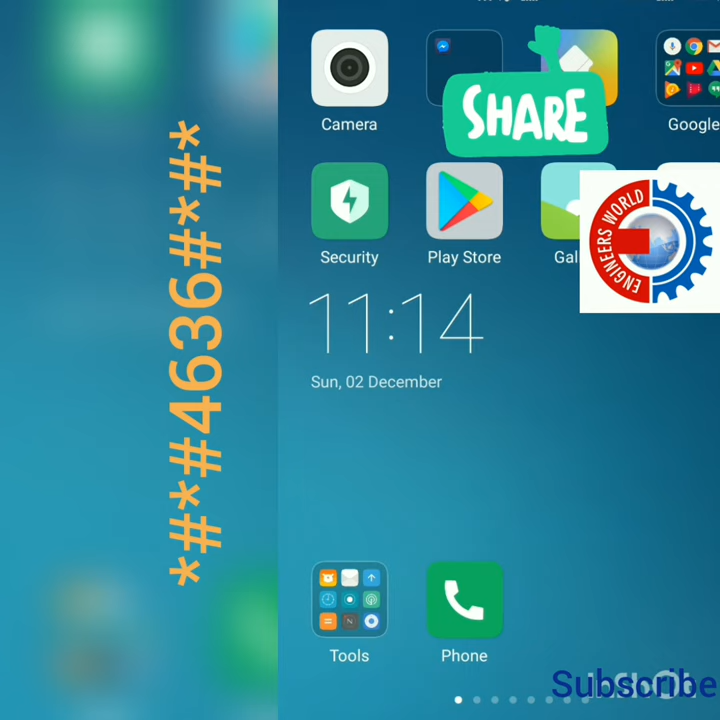 *#*#4636#*#*
SHARE
Camera
Google
Security
Play Store
Gal
ENGINEERS WORLD
11:14
Sun, 02 December
Tools
Phone
Subscribe